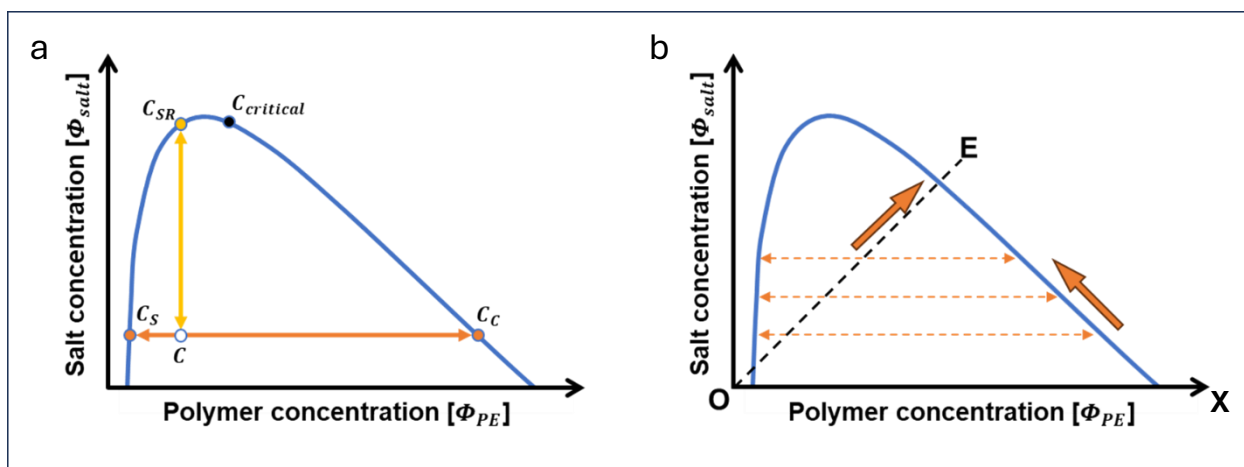 a
Salt concentration [Φ_salt]
C_SR
C_critical
C_S
C
C_C
Polymer concentration [Φ_PE]
b
Salt concentration [Φ_salt]
E
O
X
Polymer concentration [Φ_PE]